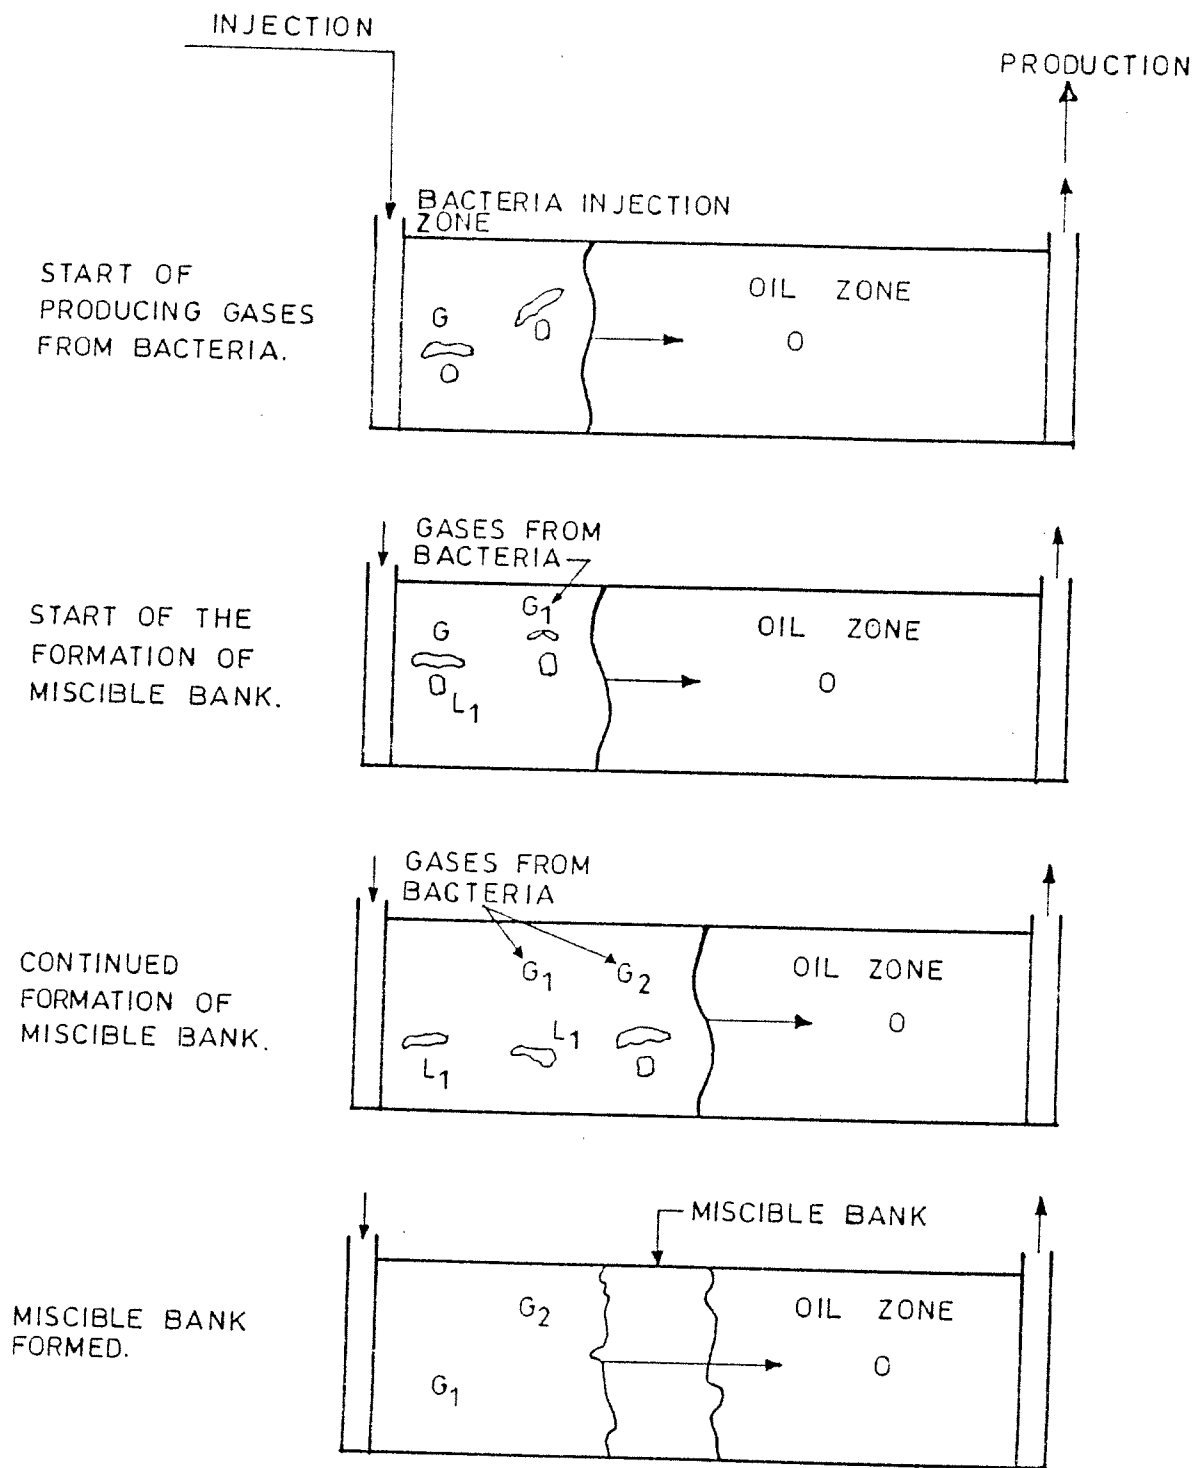 INJECTION
PRODUCTION
BACTERIA INJECTION
ZONE
START OF
PRODUCING GASES
FROM BACTERIA.
G
O
O
OIL ZONE
O
GASES FROM
BACTERIA
START OF THE
FORMATION OF
MISCIBLE BANK.
G
G1
O
O
L1
OIL ZONE
O
GASES FROM
BACTERIA
CONTINUED
FORMATION OF
MISCIBLE BANK.
G1
G2
L1
L1
O
OIL ZONE
O
MISCIBLE BANK
MISCIBLE BANK
FORMED.
G2
G1
OIL ZONE
O